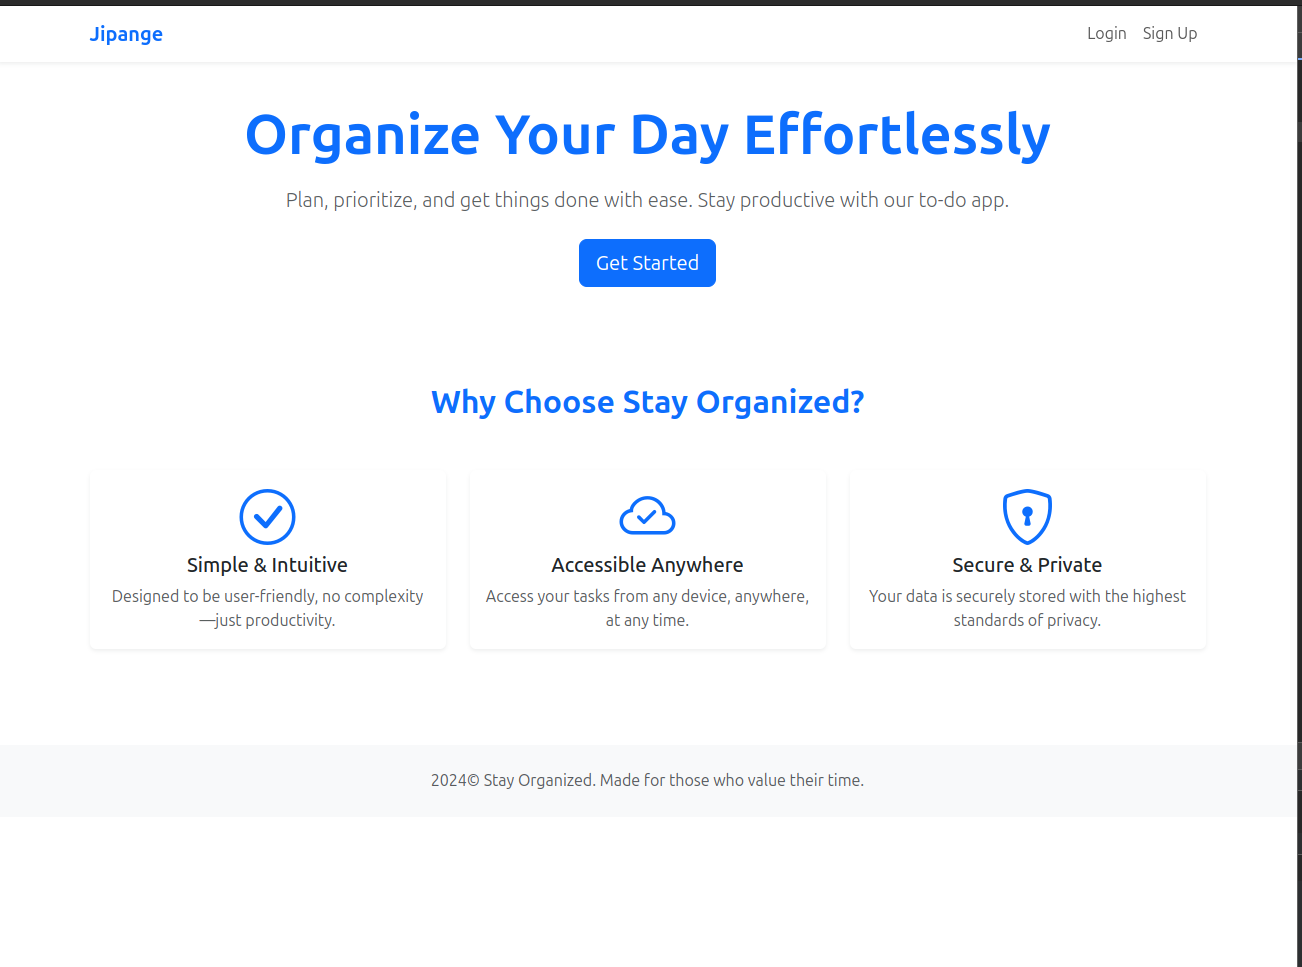 Jipange
Login Sign Up
Organize Your Day Effortlessly
Plan, prioritize, and get things done with ease. Stay productive with our to-do app.
Get Started
Why Choose Stay Organized?
Simple & Intuitive
Designed to be user-friendly, no complexity
—just productivity.
Accessible Anywhere
Access your tasks from any device, anywhere,
at any time.
Secure & Private
Your data is securely stored with the highest
standards of privacy.
2024© Stay Organized. Made for those who value their time.